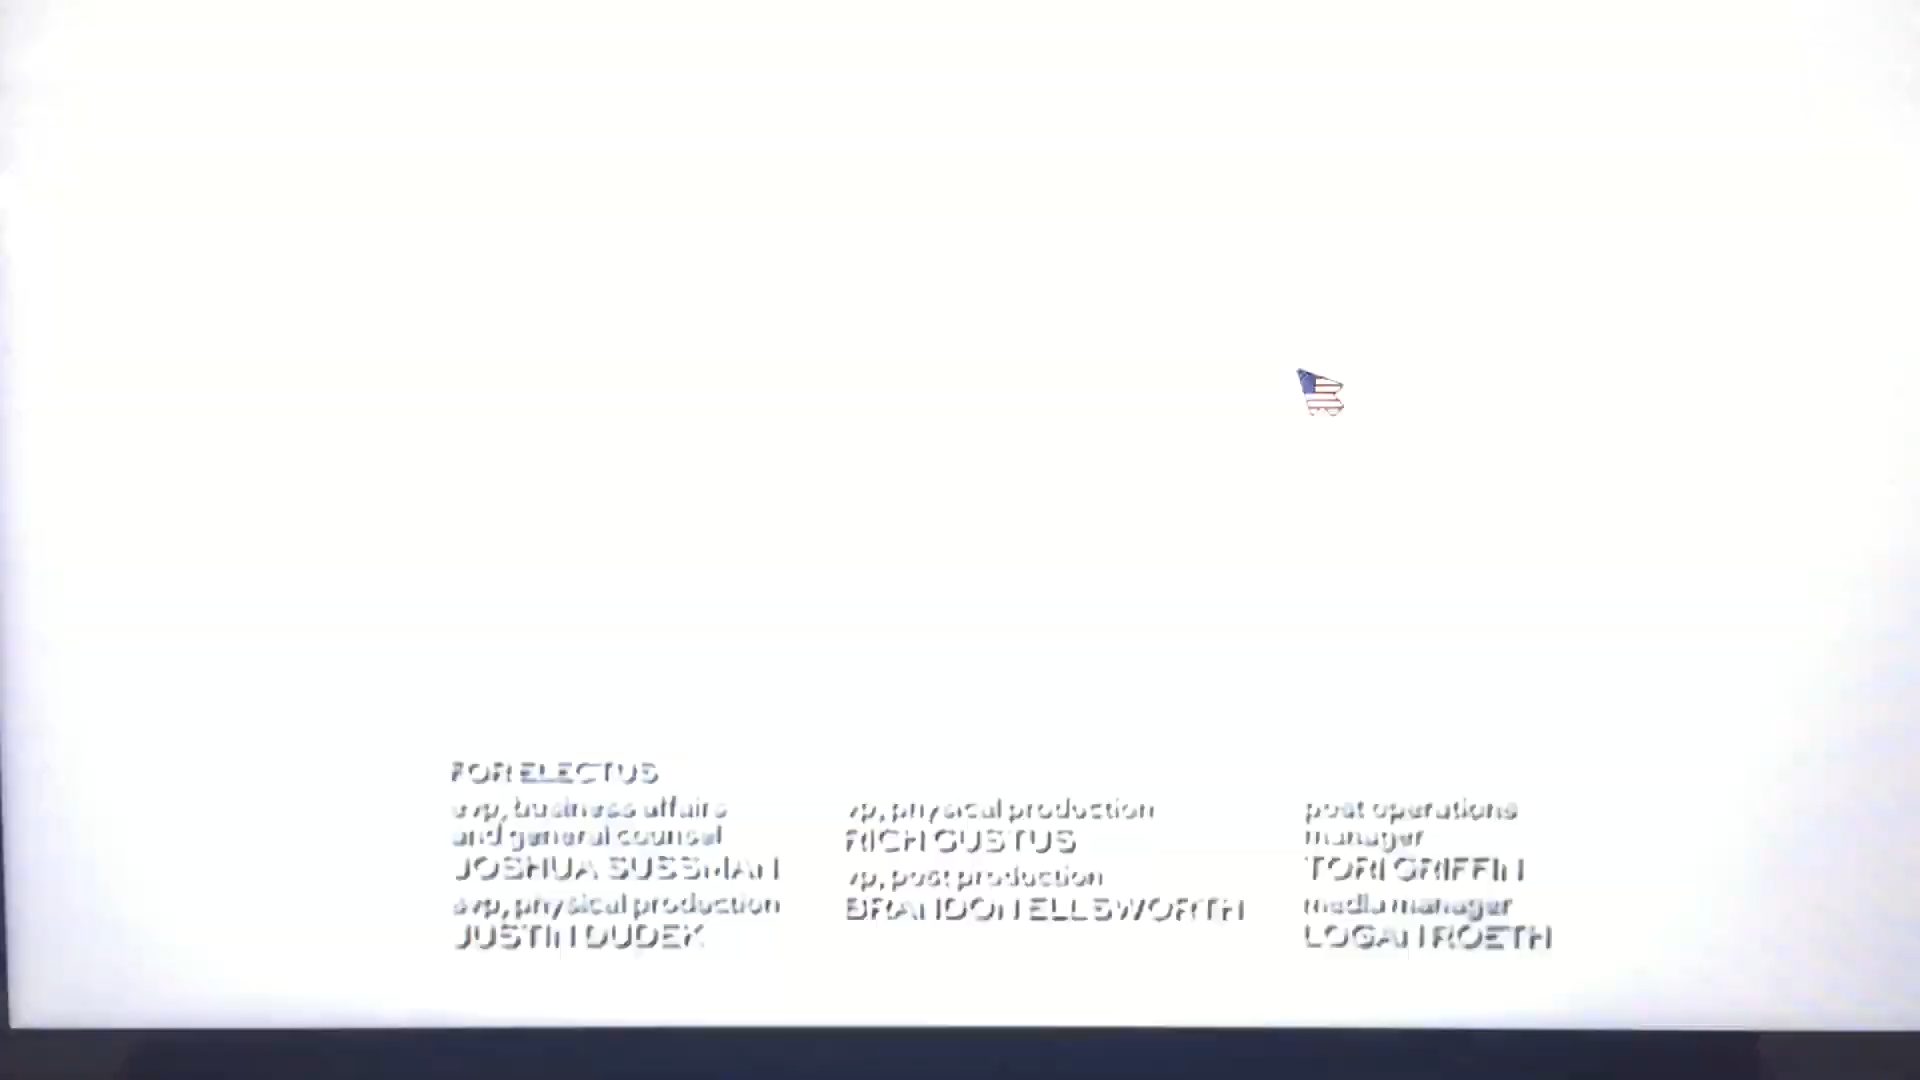 FOR ELECTUS
svp, business affairs
and general counsel
JOSHUA SUSSMAN
svp, physical production
JUSTIN DUDEK
vp, physical production
RICH GUSTUS
vp, post production
BRANDON ELLSWORTH
post operations
manager
TORI GRIFFIN
media manager
LOGAN ROETH